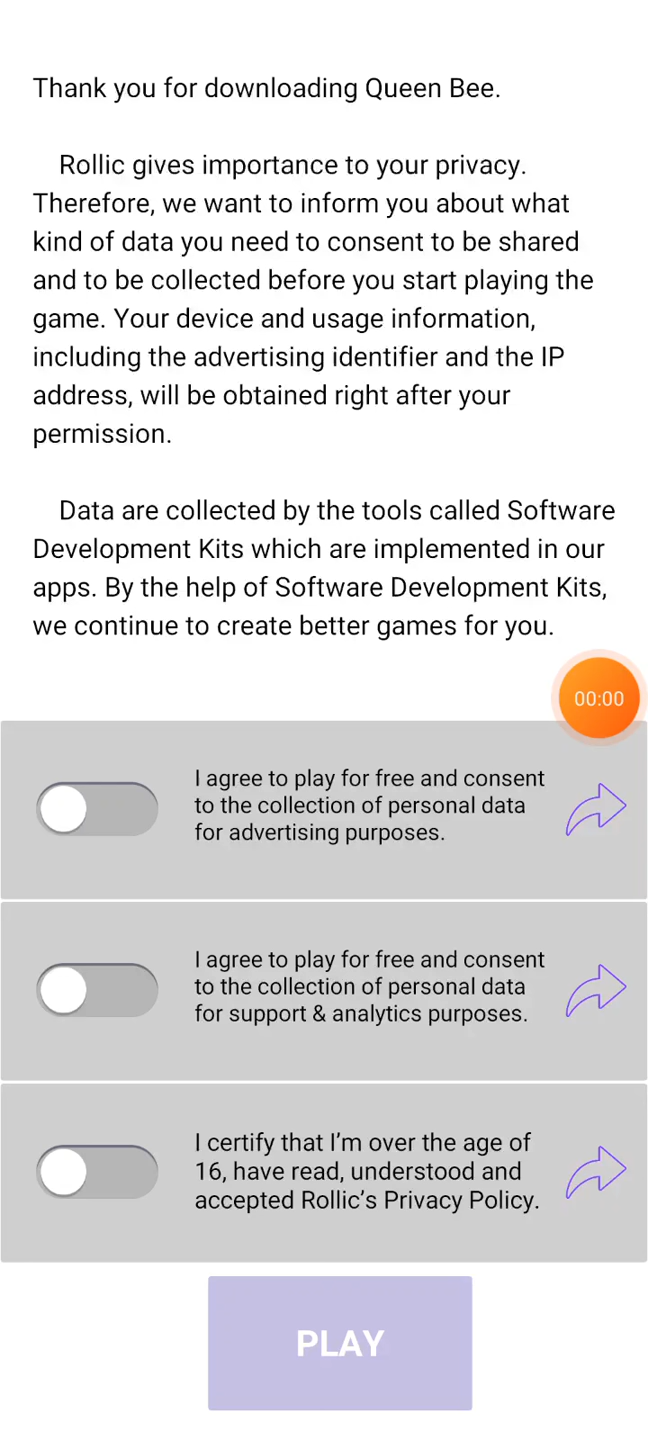 Thank you for downloading Queen Bee.
Rollic gives importance to your privacy.
Therefore, we want to inform you about what
kind of data you need to consent to be shared
and to be collected before you start playing the
game. Your device and usage information,
including the advertising identifier and the IP
address, will be obtained right after your
permission.
Data are collected by the tools called Software
Development Kits which are implemented in our
apps. By the help of Software Development Kits,
we continue to create better games for you.
00:00
I agree to play for free and consent
to the collection of personal data
for advertising purposes.
I agree to play for free and consent
to the collection of personal data
for support & analytics purposes.
I certify that I’m over the age of
16, have read, understood and
accepted Rollic’s Privacy Policy.
PLAY